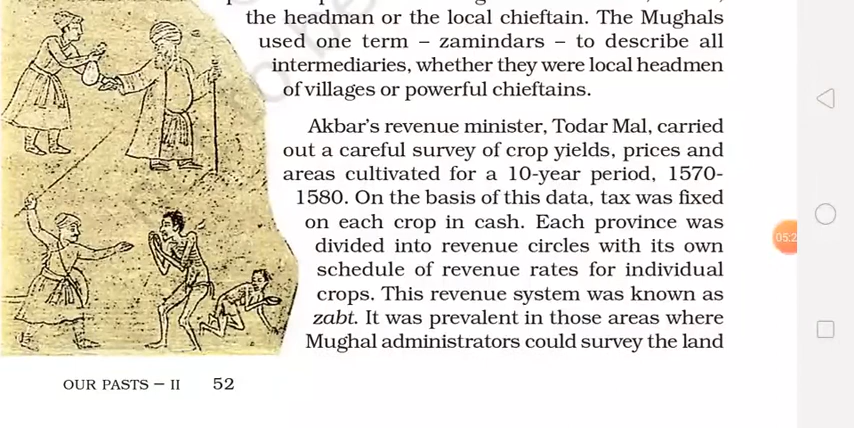 the headman or the local chieftain. The Mughals
used one term – zamindars – to describe all
intermediaries, whether they were local headmen
of villages or powerful chieftains.
Akbar's revenue minister, Todar Mal, carried
out a careful survey of crop yields, prices and
areas cultivated for a 10-year period, 1570-
1580. On the basis of this data, tax was fixed
on each crop in cash. Each province was
divided into revenue circles with its own
schedule of revenue rates for individual
crops. This revenue system was known as
zabt. It was prevalent in those areas where
Mughal administrators could survey the land
OUR PASTS – II 52